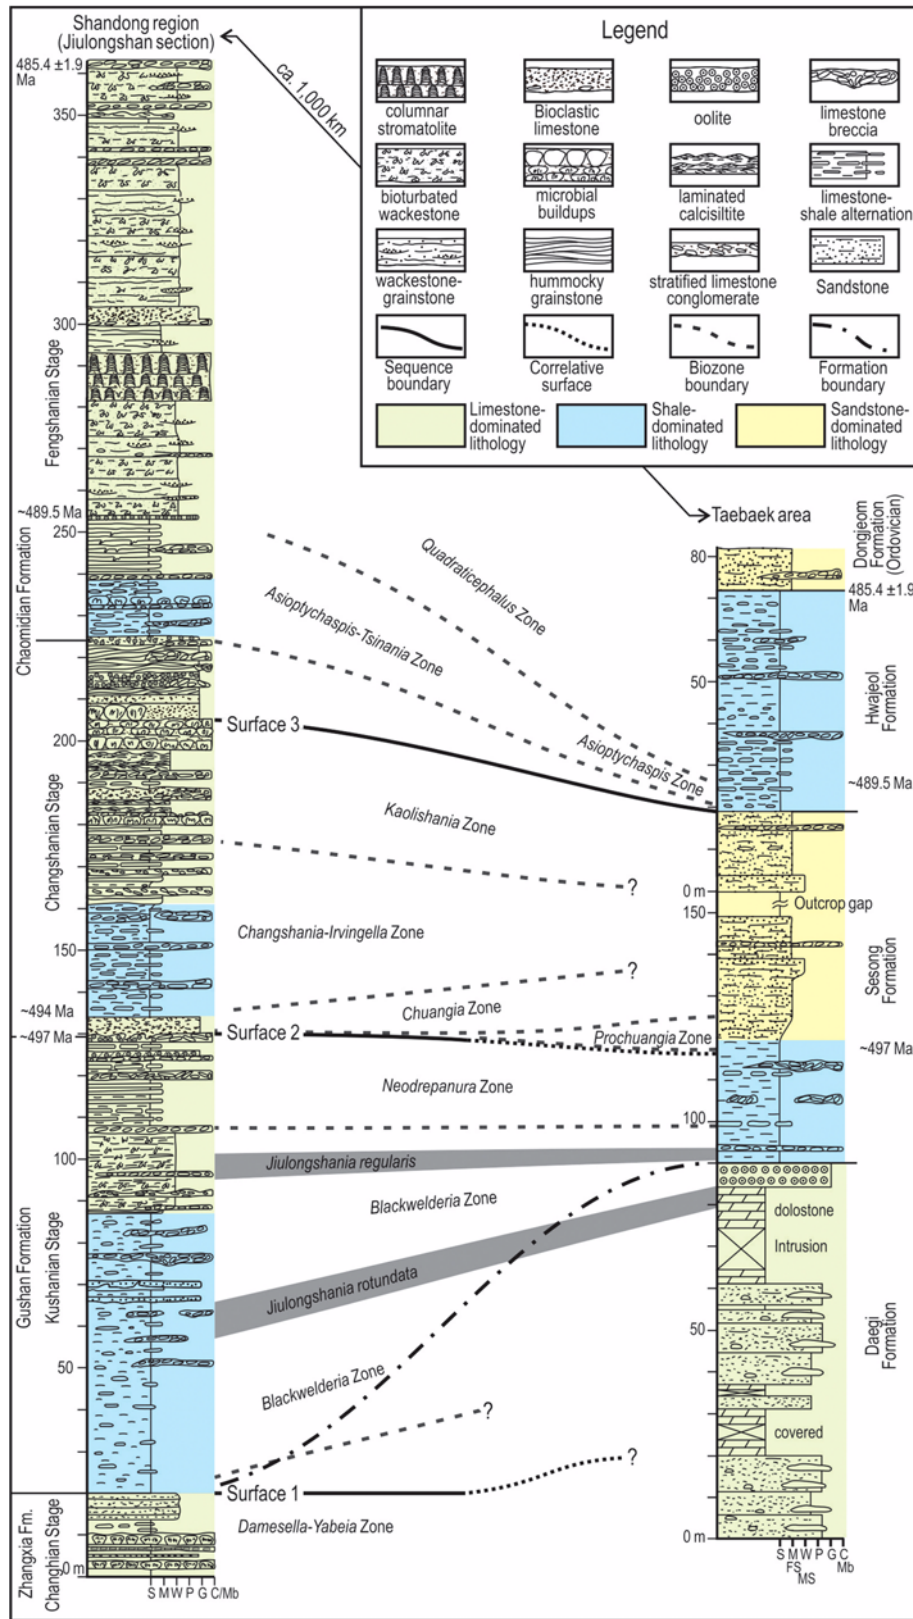 Shandong region
(Jiulongshan section)
485.4 ±1.9
Ma
350
300
~489.5 Ma
250
200
150
~494 Ma
~497 Ma
100
50
0 m
S M W P G C/Mb
Fengshanian Stage
Changshanian Stage
Kushanian Stage
Changhian Stage
Chaomidian Formation
Gushan Formation
Zhangxia Fm.
ca. 1,000 km
Legend
columnar
stromatolite
Bioclastic
limestone
oolite
limestone
breccia
bioturbated
wackestone
microbial
buildups
laminated
calcisiltite
limestone-
shale alternation
wackestone-
grainstone
hummocky
grainstone
stratified limestone
conglomerate
Sandstone
Sequence
boundary
Correlative
surface
Biozone
boundary
Formation
boundary
Limestone-
dominated
lithology
Shale-
dominated
lithology
Sandstone-
dominated
lithology
Quadraticephalus Zone
Asioptychaspis-Tsinania Zone
Asioptychaspis Zone
Surface 3
Kaolishania Zone
?
Changshania-Irvingella Zone
?
Chuangia Zone
Surface 2
Prochuangia Zone
Neodrepanura Zone
Jiulongshania regularis
Blackwelderia Zone
Jiulongshania rotundata
Blackwelderia Zone
?
?
Surface 1
Damesella-Yabeia Zone
Taebaek area
80
485.4 ±1.9
Ma
50
~489.5 Ma
0 m
Outcrop gap
150
~497 Ma
100
dolostone
Intrusion
50
covered
0 m
S M W P G C
FS Mb
MS
Dongjeom
Formation
(Ordovician)
Hwajeol
Formation
Sesong
Formation
Daegi
Formation